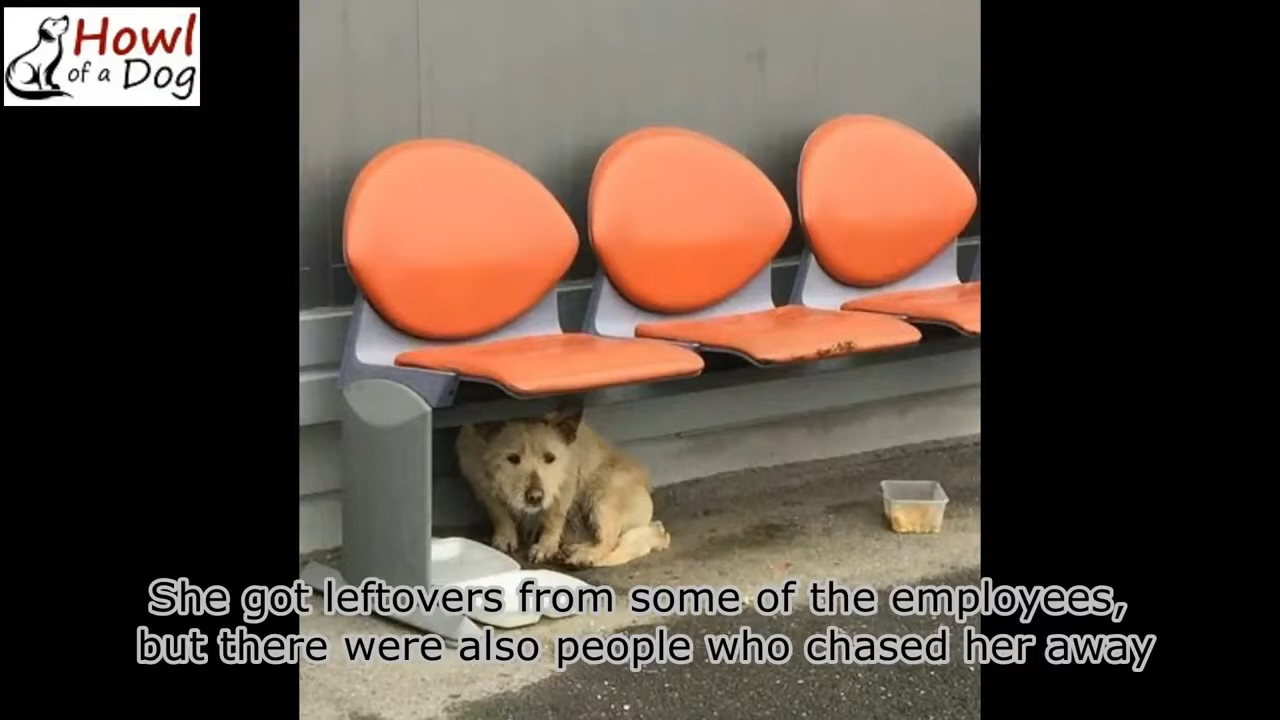 Howl
of a Dog
She got leftovers from some of the employees,
but there were also people who chased her away